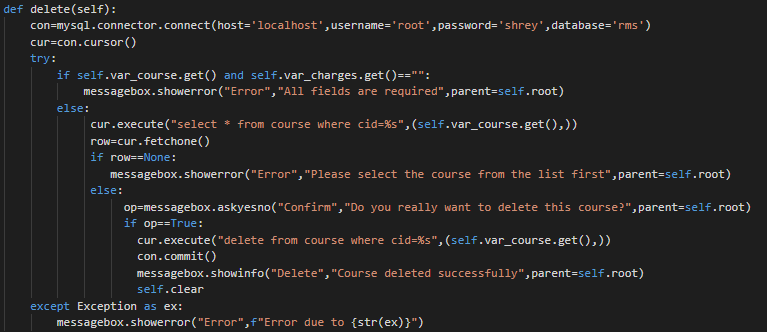 def delete(self):
con=mysql.connector.connect(host='localhost',username='root',password='shrey',database='rms')
cur=con.cursor()
try:
if self.var_course.get() and self.var_charges.get()=="":
messagebox.showerror("Error","All fields are required",parent=self.root)
else:
cur.execute("select * from course where cid=%s",(self.var_course.get(),))
row=cur.fetchone()
if row==None:
messagebox.showerror("Error","Please select the course from the list first",parent=self.root)
else:
op=messagebox.askyesno("Confirm","Do you really want to delete this course?",parent=self.root)
if op==True:
cur.execute("delete from course where cid=%s",(self.var_course.get(),))
con.commit()
messagebox.showinfo("Delete","Course deleted successfully",parent=self.root)
self.clear
except Exception as ex:
messagebox.showerror("Error",f"Error due to {str(ex)}")